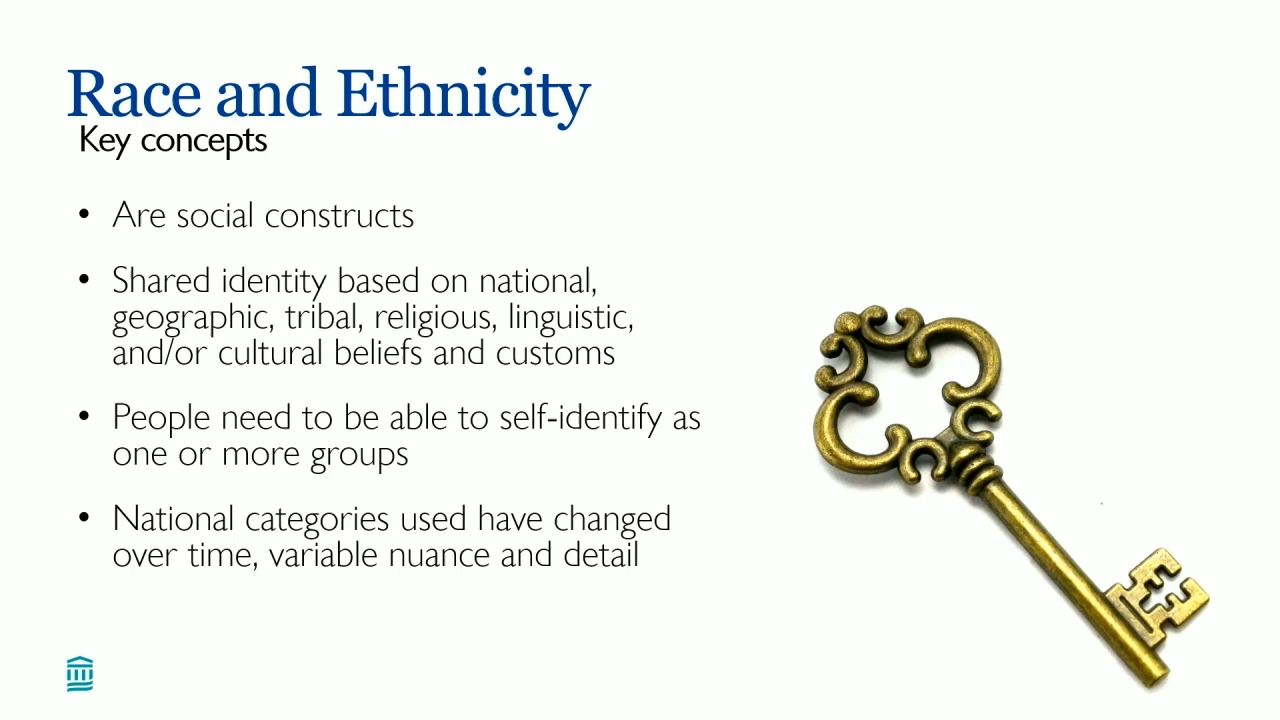 Race and Ethnicity
Key concepts
• Are social constructs
• Shared identity based on national,
geographic, tribal, religious, linguistic,
and/or cultural beliefs and customs
• People need to be able to self-identify as
one or more groups
• National categories used have changed
over time, variable nuance and detail